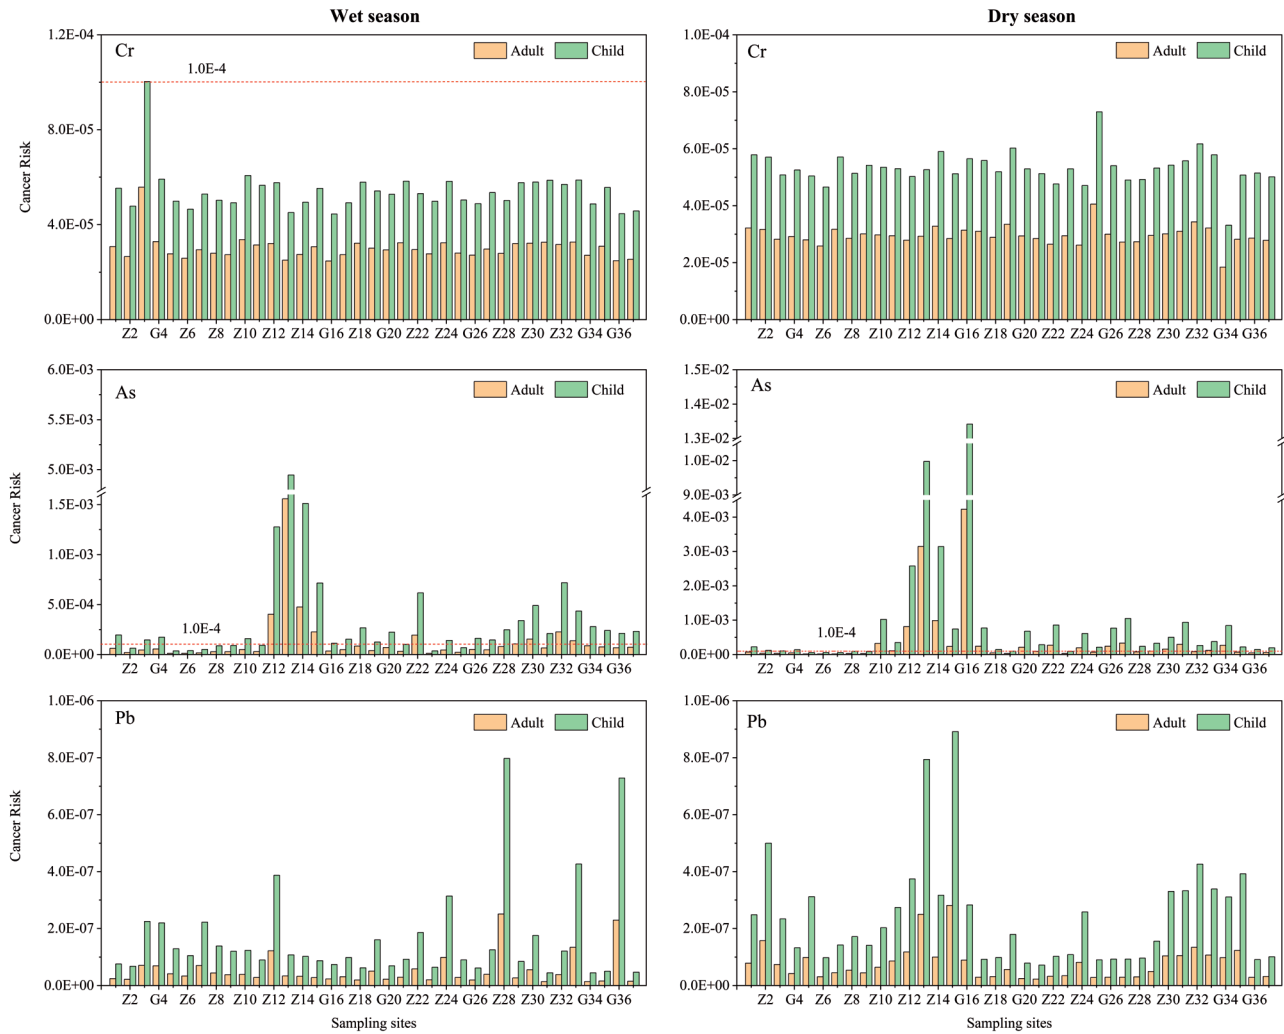 Wet season
Dry season
Cr
Adult
Child
1.0E-4
1.2E-04
8.0E-05
4.0E-05
0.0E+00
Cancer Risk
Z2 G4 Z6 Z8 Z10 Z12 Z14 G16 Z18 G20 Z22 Z24 G26 Z28 Z30 Z32 G34 G36
Cr
Adult
Child
1.0E-04
8.0E-05
6.0E-05
4.0E-05
2.0E-05
0.0E+00
Z2 G4 Z6 Z8 Z10 Z12 Z14 G16 Z18 G20 Z22 Z24 G26 Z28 Z30 Z32 G34 G36
As
Adult
Child
1.0E-4
6.0E-03
5.5E-03
5.0E-03
1.5E-03
1.0E-03
5.0E-04
0.0E+00
Cancer Risk
Z2 G4 Z6 Z8 Z10 Z12 Z14 G16 Z18 G20 Z22 Z24 G26 Z28 Z30 Z32 G34 G36
As
Adult
Child
1.0E-4
1.5E-02
1.4E-02
1.3E-02
1.0E-02
9.0E-03
4.0E-03
3.0E-03
2.0E-03
1.0E-03
0.0E+00
Z2 G4 Z6 Z8 Z10 Z12 Z14 G16 Z18 G20 Z22 Z24 G26 Z28 Z30 Z32 G34 G36
Pb
Adult
Child
1.0E-06
8.0E-07
6.0E-07
4.0E-07
2.0E-07
0.0E+00
Cancer Risk
Z2 G4 Z6 Z8 Z10 Z12 Z14 G16 Z18 G20 Z22 Z24 G26 Z28 Z30 Z32 G34 G36
Sampling sites
Pb
Adult
Child
1.0E-06
8.0E-07
6.0E-07
4.0E-07
2.0E-07
0.0E+00
Z2 G4 Z6 Z8 Z10 Z12 Z14 G16 Z18 G20 Z22 Z24 G26 Z28 Z30 Z32 G34 G36
Sampling sites